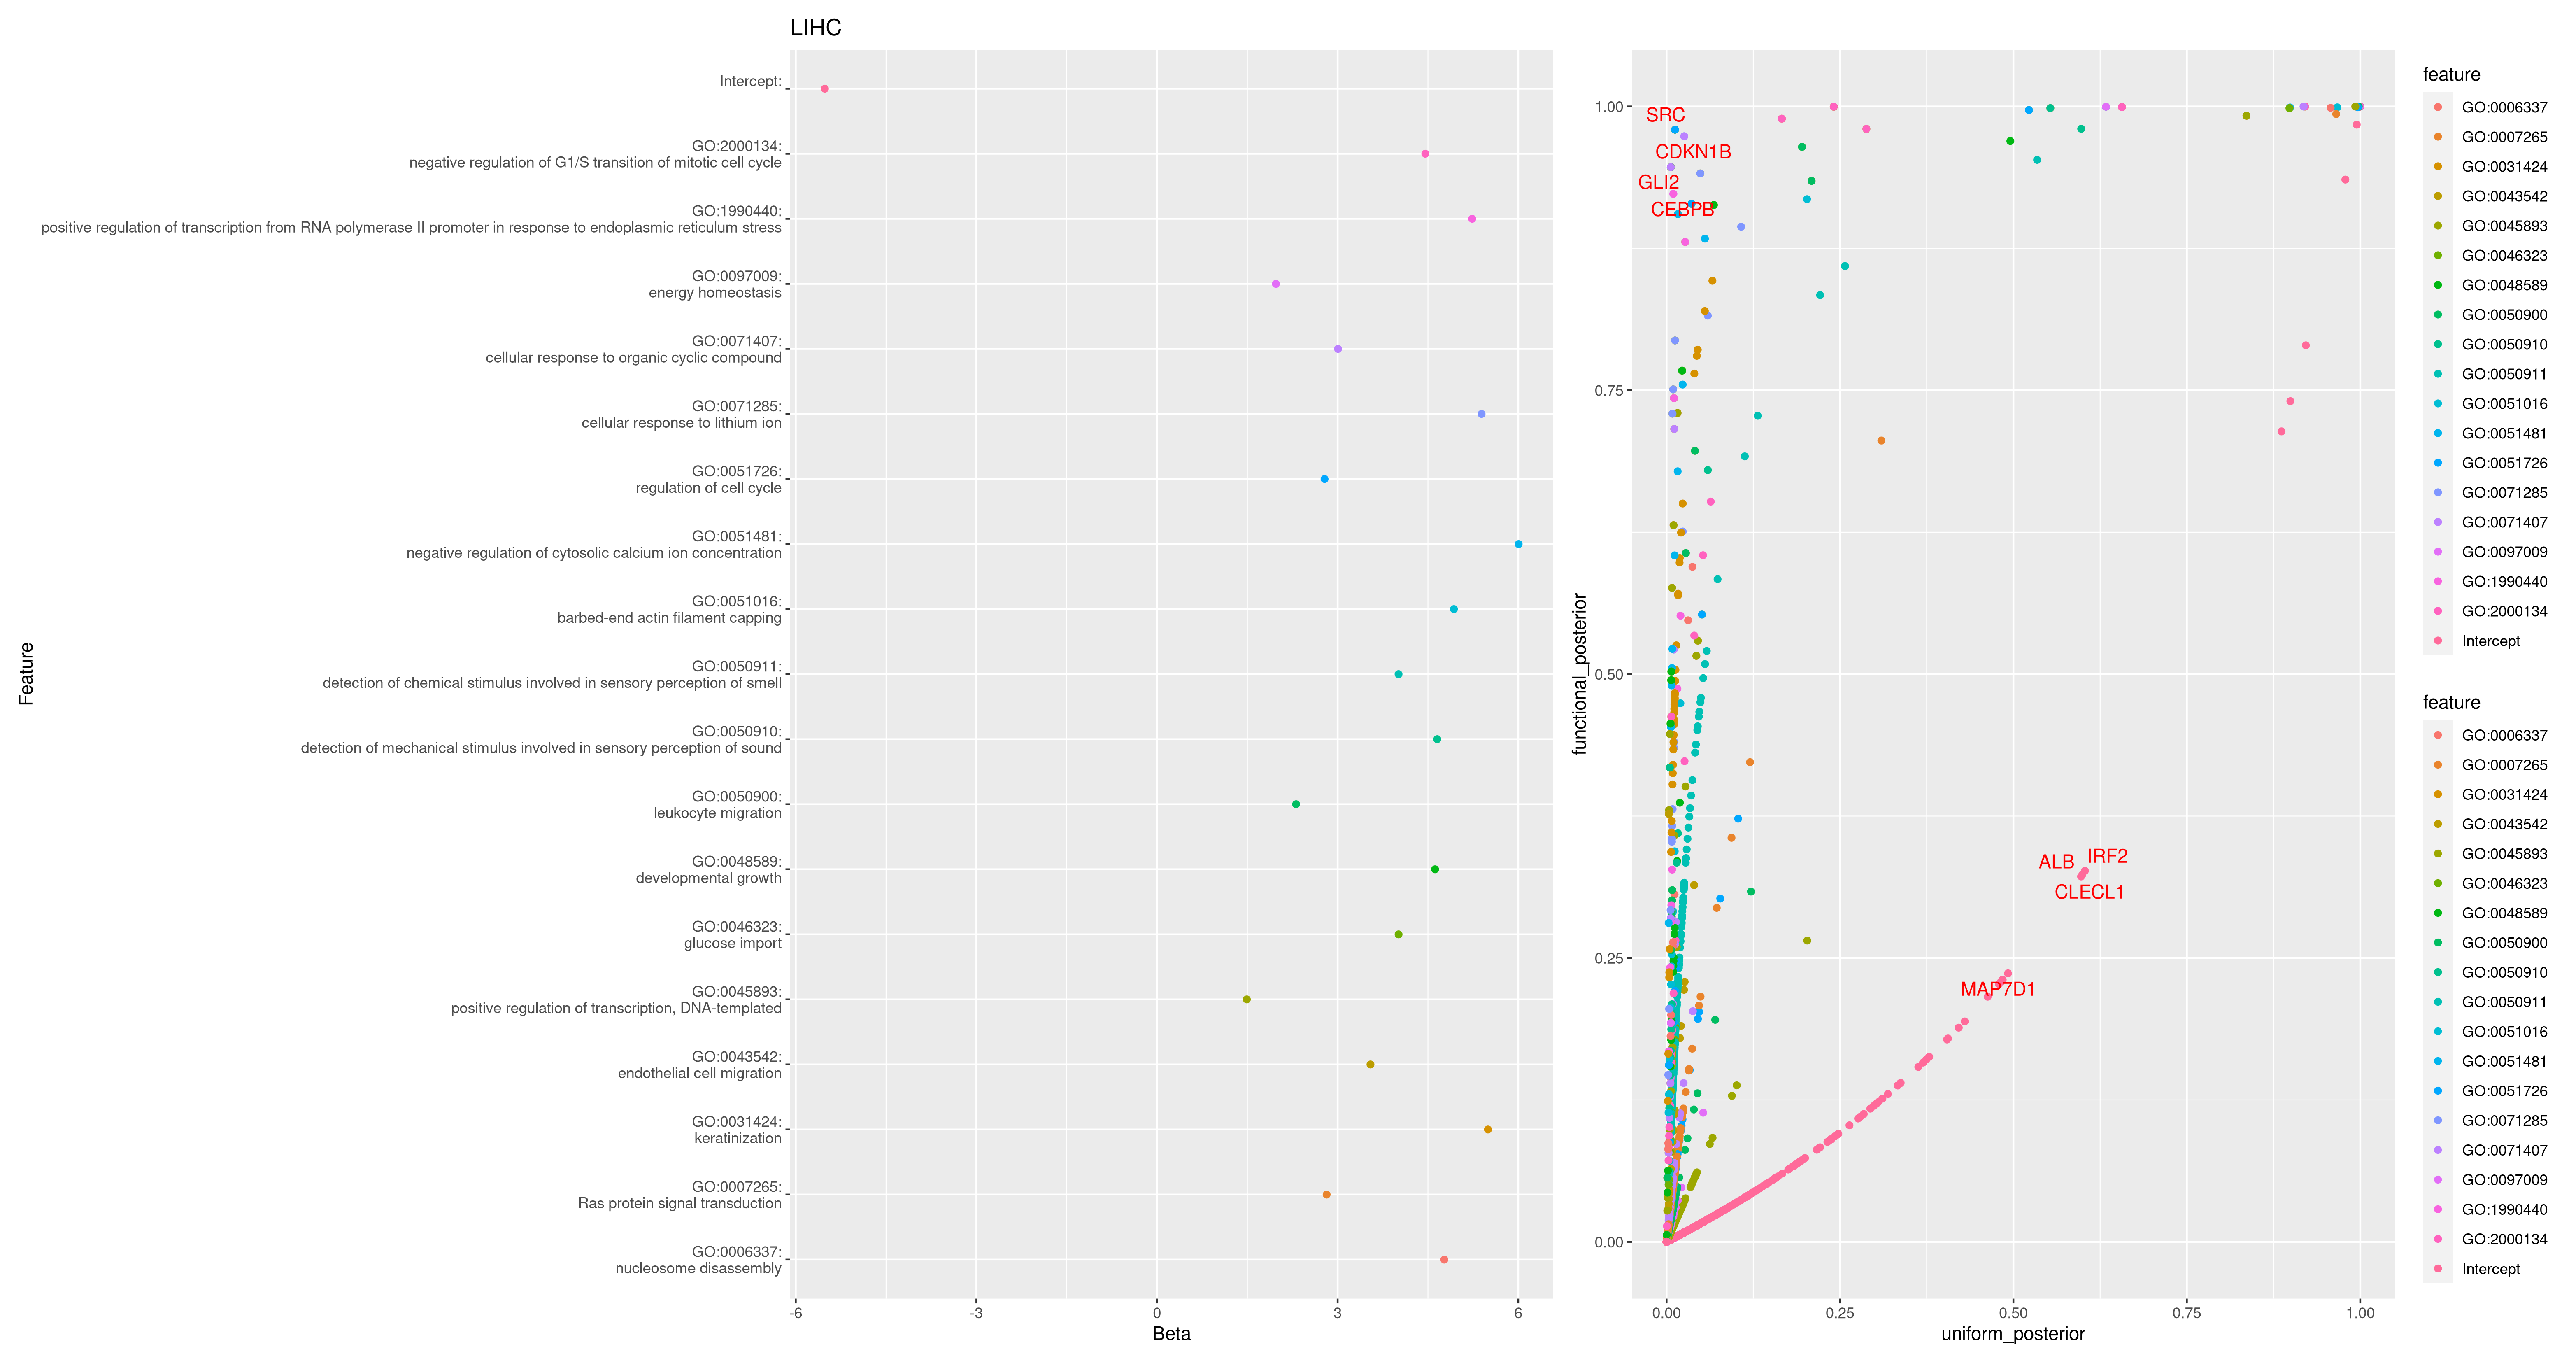 LIHC
Feature
Intercept:
GO:2000134:
negative regulation of G1/S transition of mitotic cell cycle
GO:1990440:
positive regulation of transcription from RNA polymerase II promoter in response to endoplasmic reticulum stress
GO:0097009:
energy homeostasis
GO:0071407:
cellular response to organic cyclic compound
GO:0071285:
cellular response to lithium ion
GO:0051726:
regulation of cell cycle
GO:0051481:
negative regulation of cytosolic calcium ion concentration
GO:0051016:
barbed-end actin filament capping
GO:0050911:
detection of chemical stimulus involved in sensory perception of smell
GO:0050910:
detection of mechanical stimulus involved in sensory perception of sound
GO:0050900:
leukocyte migration
GO:0048589:
developmental growth
GO:0046323:
glucose import
GO:0045893:
positive regulation of transcription, DNA-templated
GO:0043542:
endothelial cell migration
GO:0031424:
keratinization
GO:0007265:
Ras protein signal transduction
GO:0006337:
nucleosome disassembly
-6 -3 0 3 6
Beta
functional_posterior
1.00
0.75
0.50
0.25
0.00
SRC
CDKN1B
GLI2
CEBPB
ALB
IRF2
CLECL1
MAP7D1
0.00 0.25 0.50 0.75 1.00
uniform_posterior
feature
GO:0006337
GO:0007265
GO:0031424
GO:0043542
GO:0045893
GO:0046323
GO:0048589
GO:0050900
GO:0050910
GO:0050911
GO:0051016
GO:0051481
GO:0051726
GO:0071285
GO:0071407
GO:0097009
GO:1990440
GO:2000134
Intercept
feature
GO:0006337
GO:0007265
GO:0031424
GO:0043542
GO:0045893
GO:0046323
GO:0048589
GO:0050900
GO:0050910
GO:0050911
GO:0051016
GO:0051481
GO:0051726
GO:0071285
GO:0071407
GO:0097009
GO:1990440
GO:2000134
Intercept